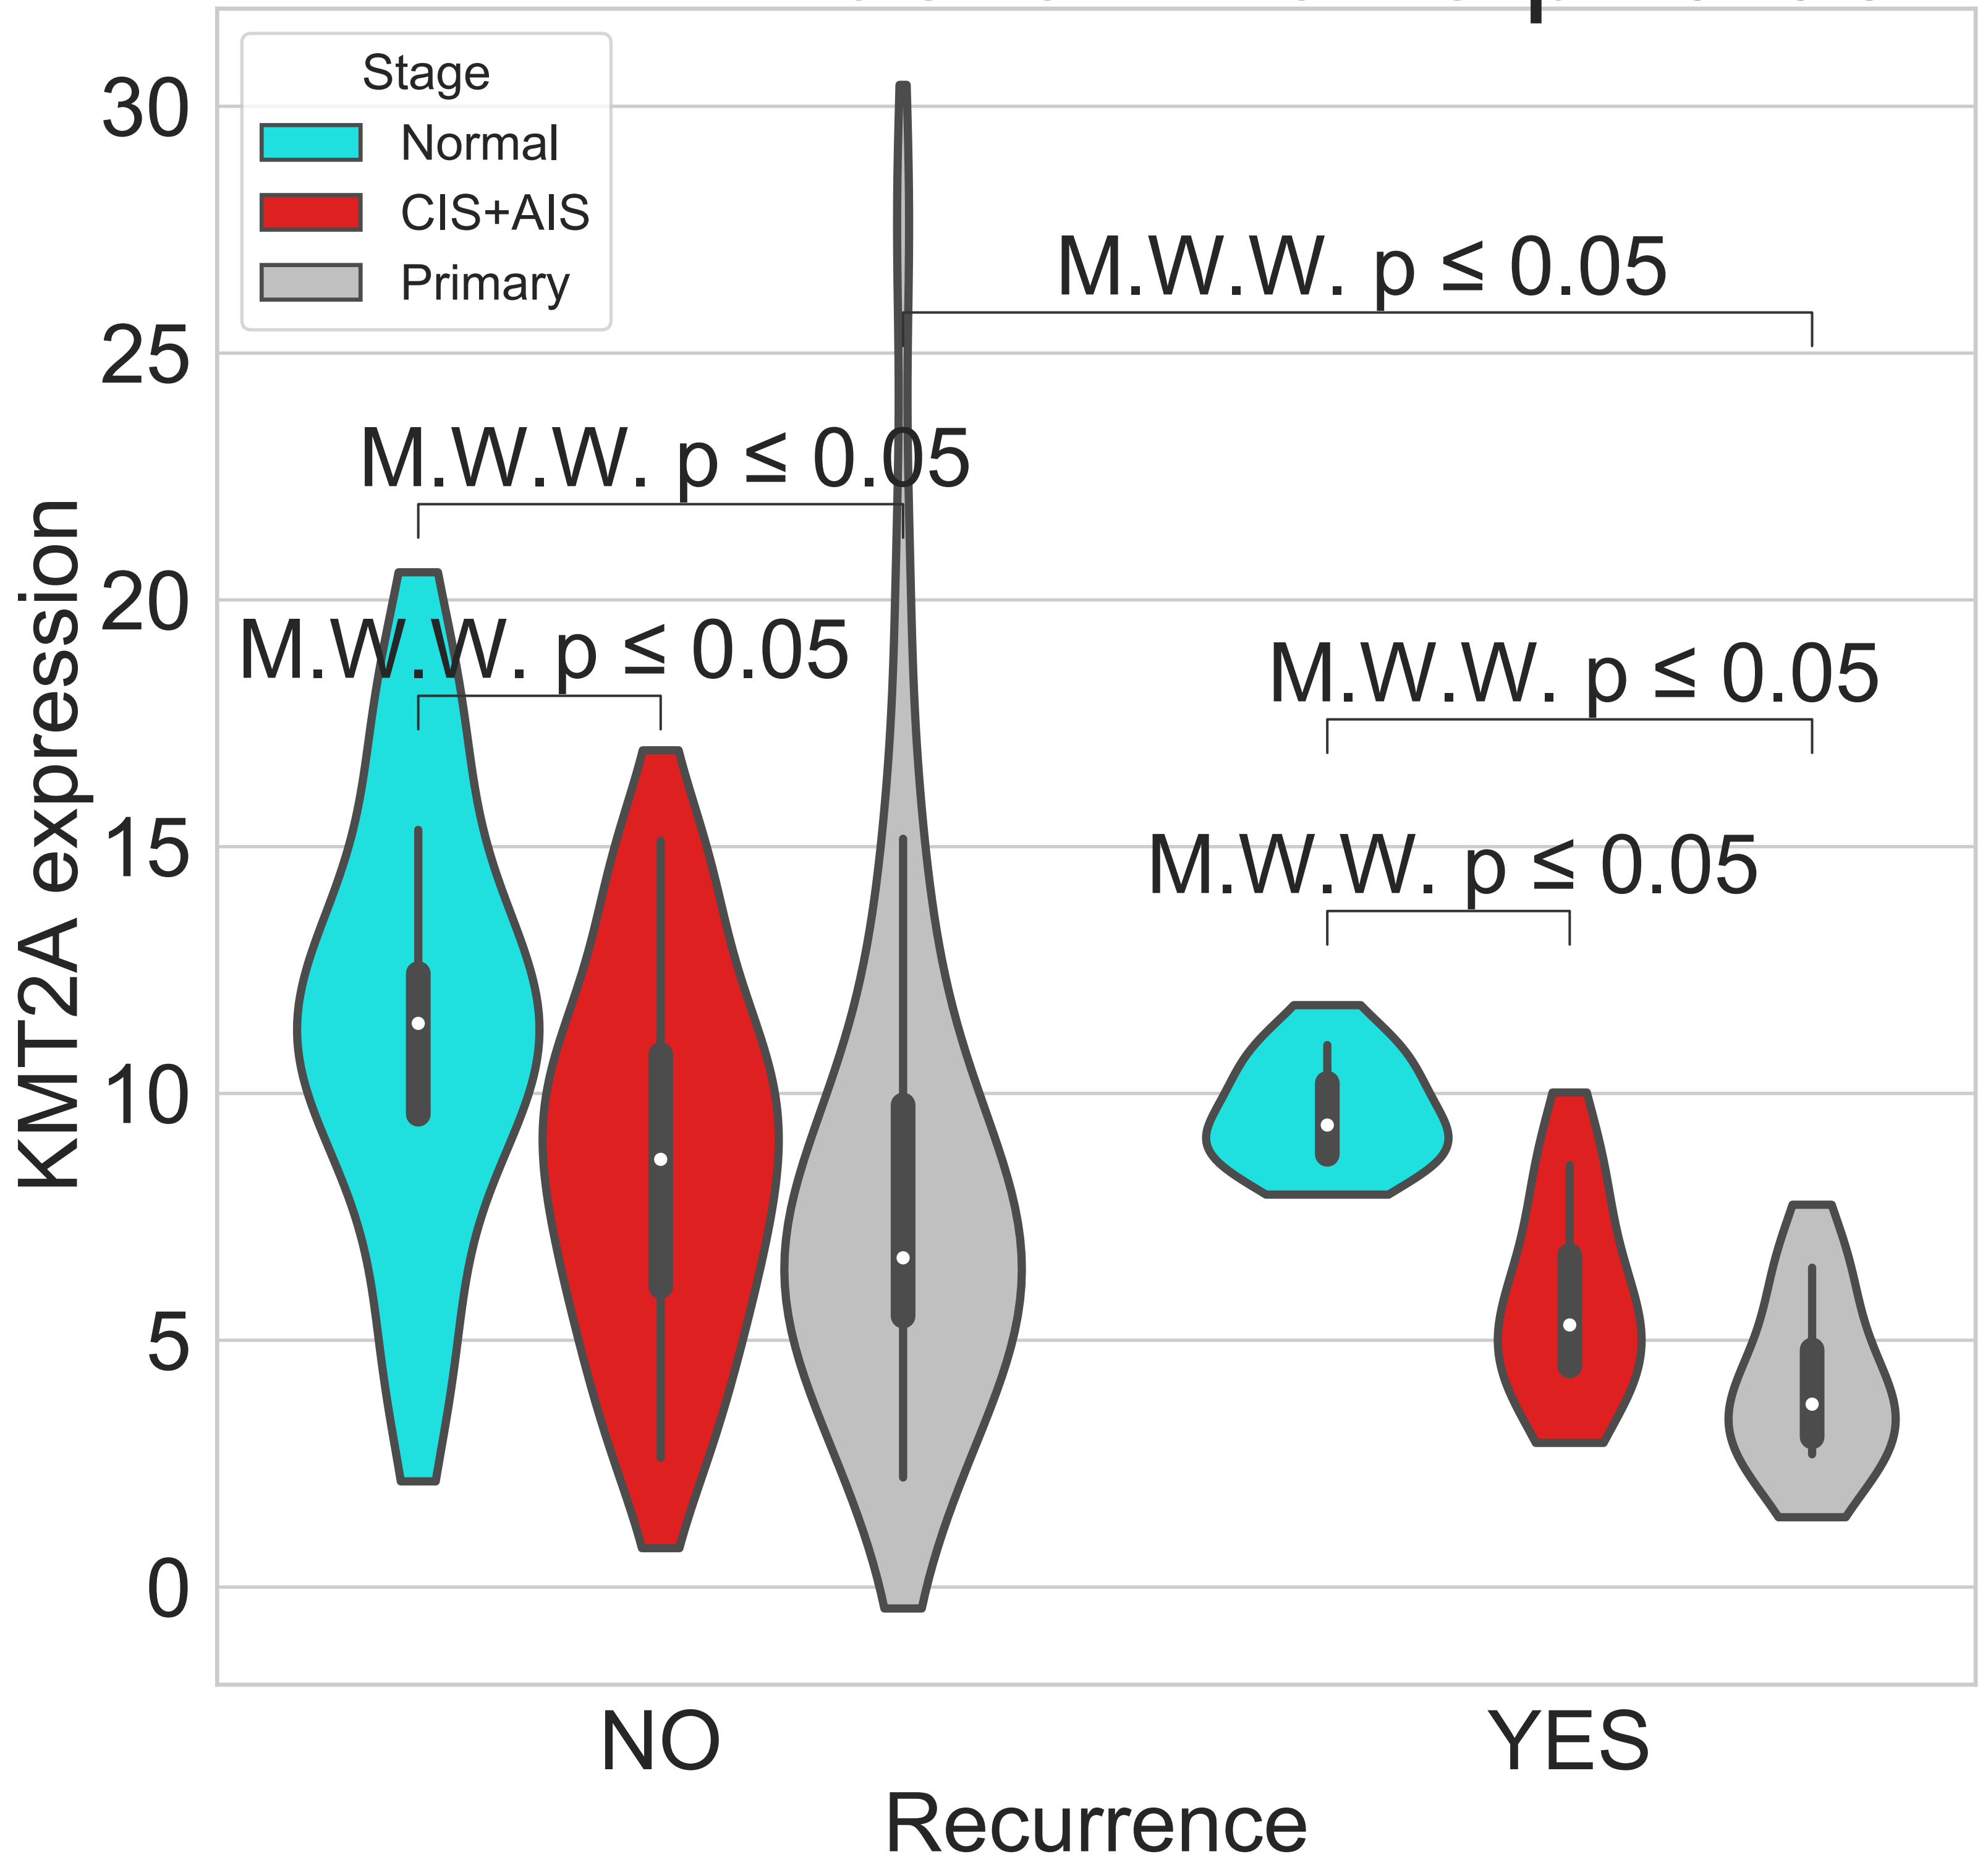 Stage
Normal
CIS+AIS
Primary
30
25
20
15
10
5
0
KMT2A expression
M.W.W. p ≤ 0.05
M.W.W. p ≤ 0.05
M.W.W. p ≤ 0.05
M.W.W. p ≤ 0.05
M.W.W. p ≤ 0.05
NO
YES
Recurrence